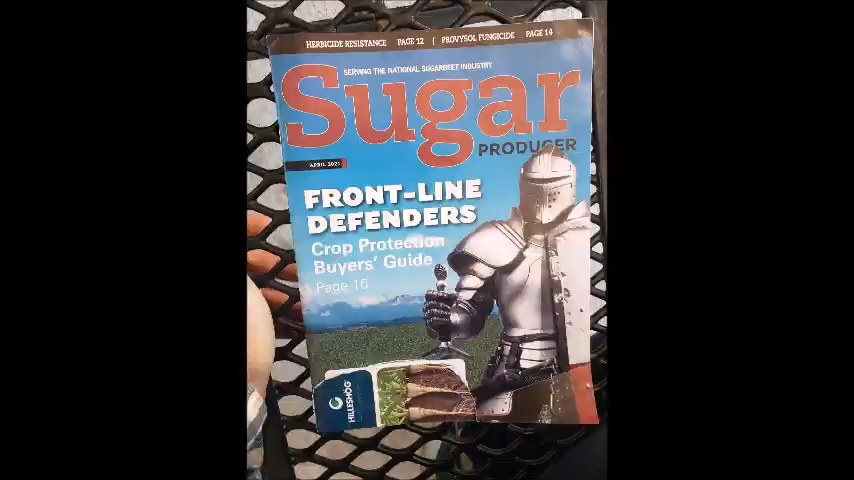 HERBICIDE RESISTANCE PAGE 12 | PROVYSOL FUNGICIDE PAGE 14
SERVING THE NATIONAL SUGARBEET INDUSTRY
Sugar
PRODUCER
APRIL 2021
FRONT-LINE
DEFENDERS
Crop Protection
Buyers' Guide
Page 16
HILLESHÖG